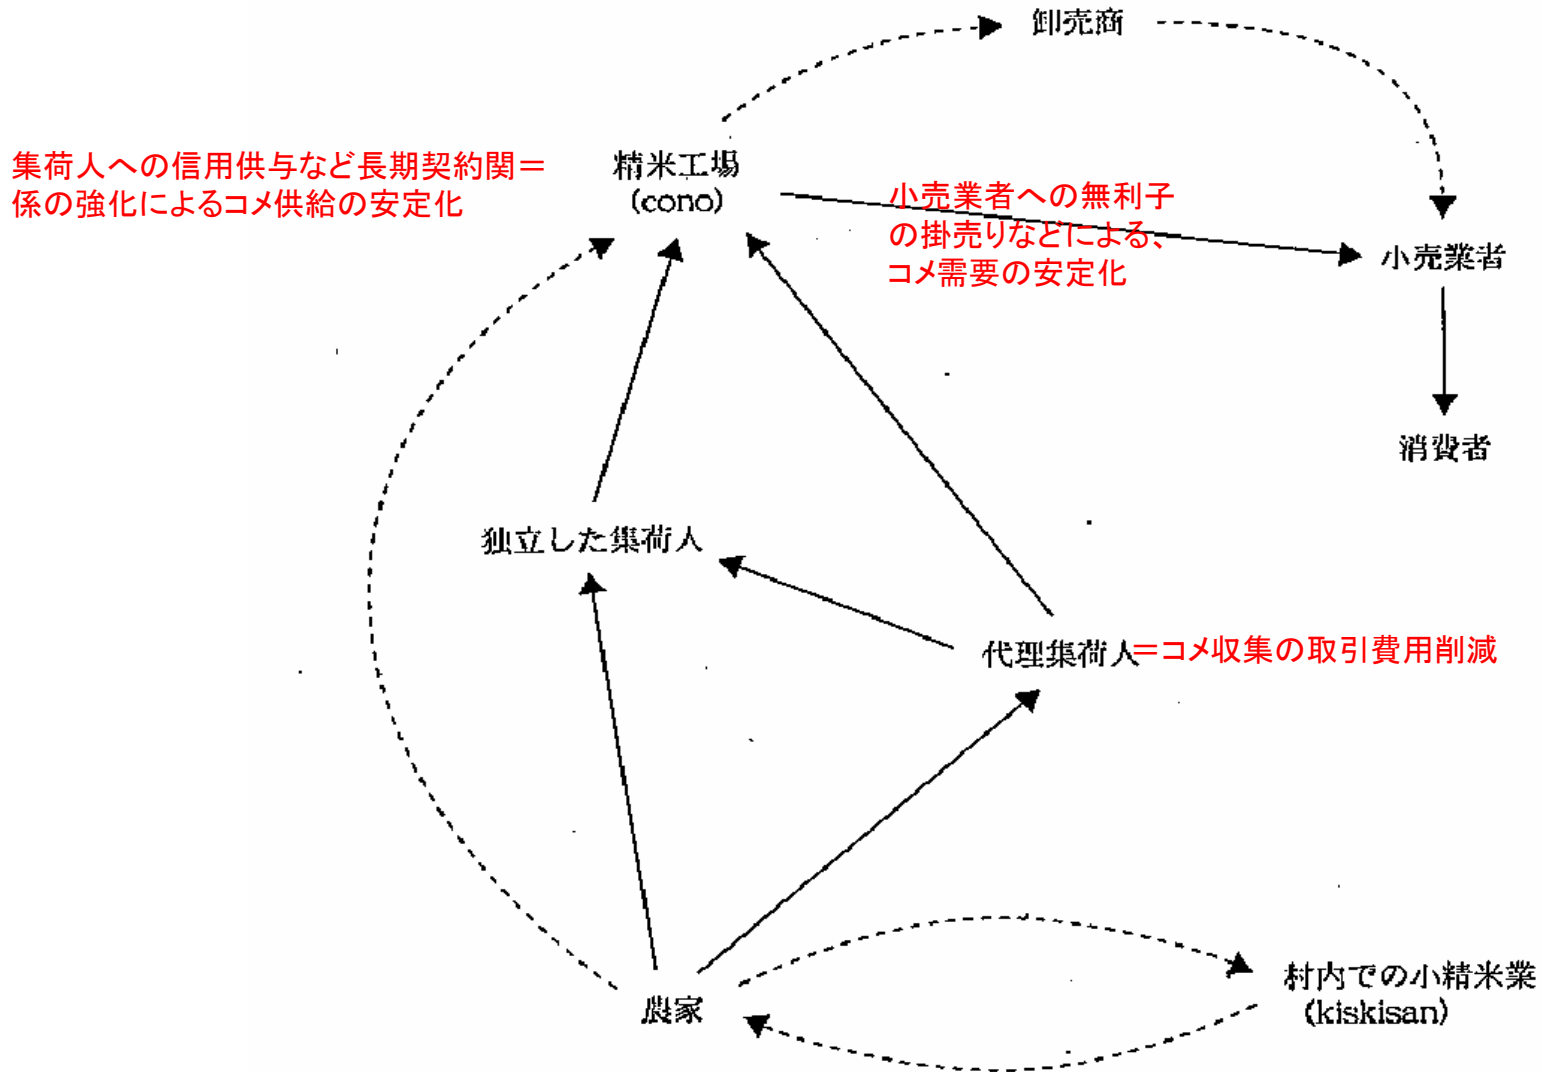 卸売商
集荷人への信用供与など長期契約関＝
係の強化によるコメ供給の安定化
精米工場
(cono)
小売業者への無利子
の掛売りなどによる、
コメ需要の安定化
小売業者
消費者
独立した集荷人
代理集荷人＝コメ収集の取引費用削減
農家
村内での小精米業
(kiskisan)